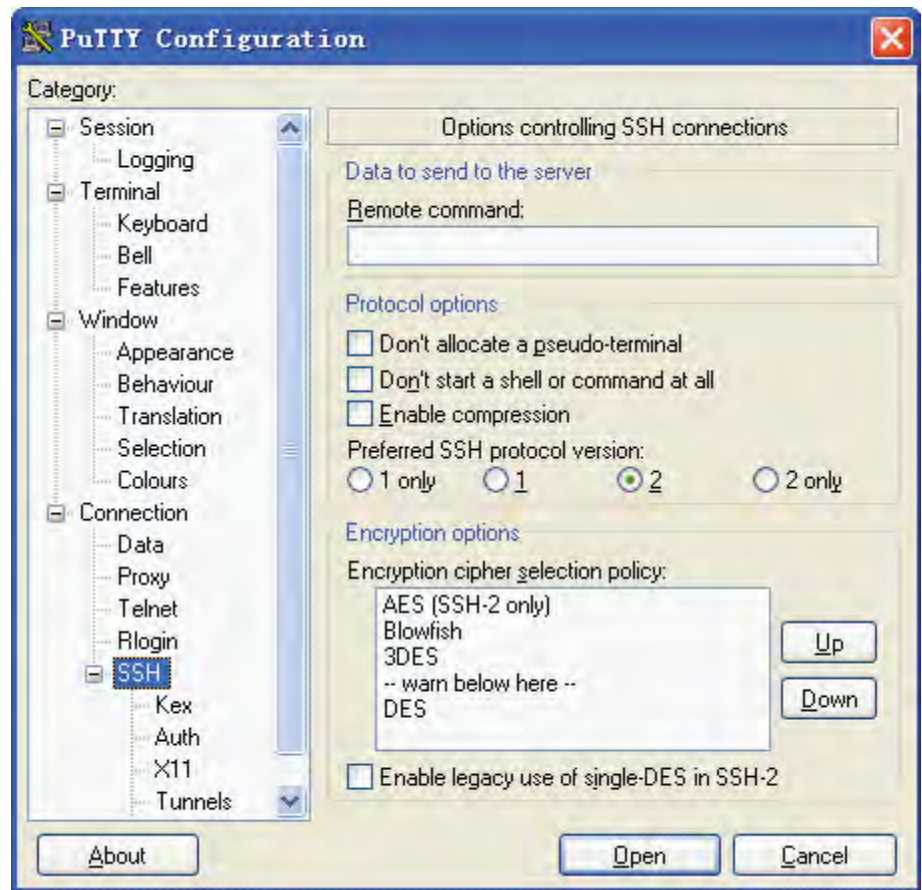 PuTTY Configuration
Category:
Session
Logging
Terminal
Keyboard
Bell
Features
Window
Appearance
Behaviour
Translation
Selection
Colours
Connection
Data
Proxy
Telnet
Rlogin
SSH
Kex
Auth
X11
Tunnels
Options controlling SSH connections
Data to send to the server
Remote command:
Protocol options
Don't allocate a pseudo-terminal
Don't start a shell or command at all
Enable compression
Preferred SSH protocol version:
1 only 1 2 2 only
Encryption options
Encryption cipher selection policy:
AES (SSH-2 only)
Blowfish
3DES
-- warn below here --
DES
Up
Down
Enable legacy use of single-DES in SSH-2
About Open Cancel